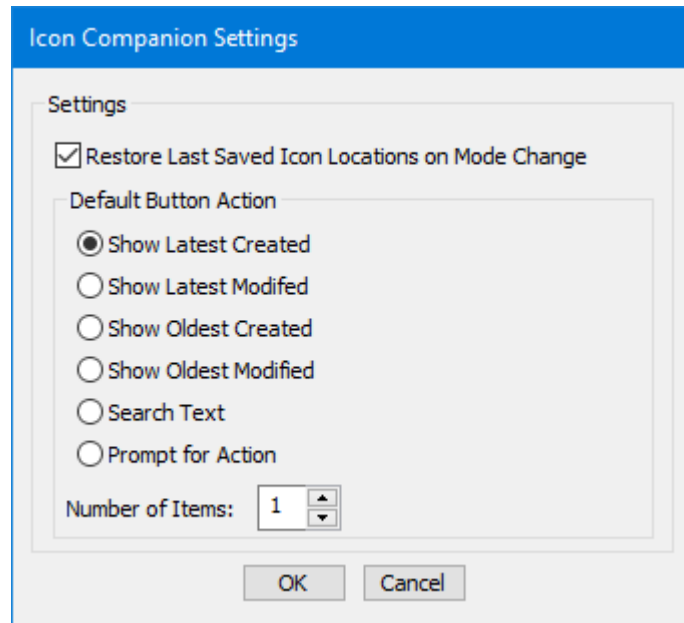 Icon Companion Settings
Settings
Restore Last Saved Icon Locations on Mode Change
Default Button Action
Show Latest Created
Show Latest Modifed
Show Oldest Created
Show Oldest Modified
Search Text
Prompt for Action
Number of Items: 1
OK Cancel